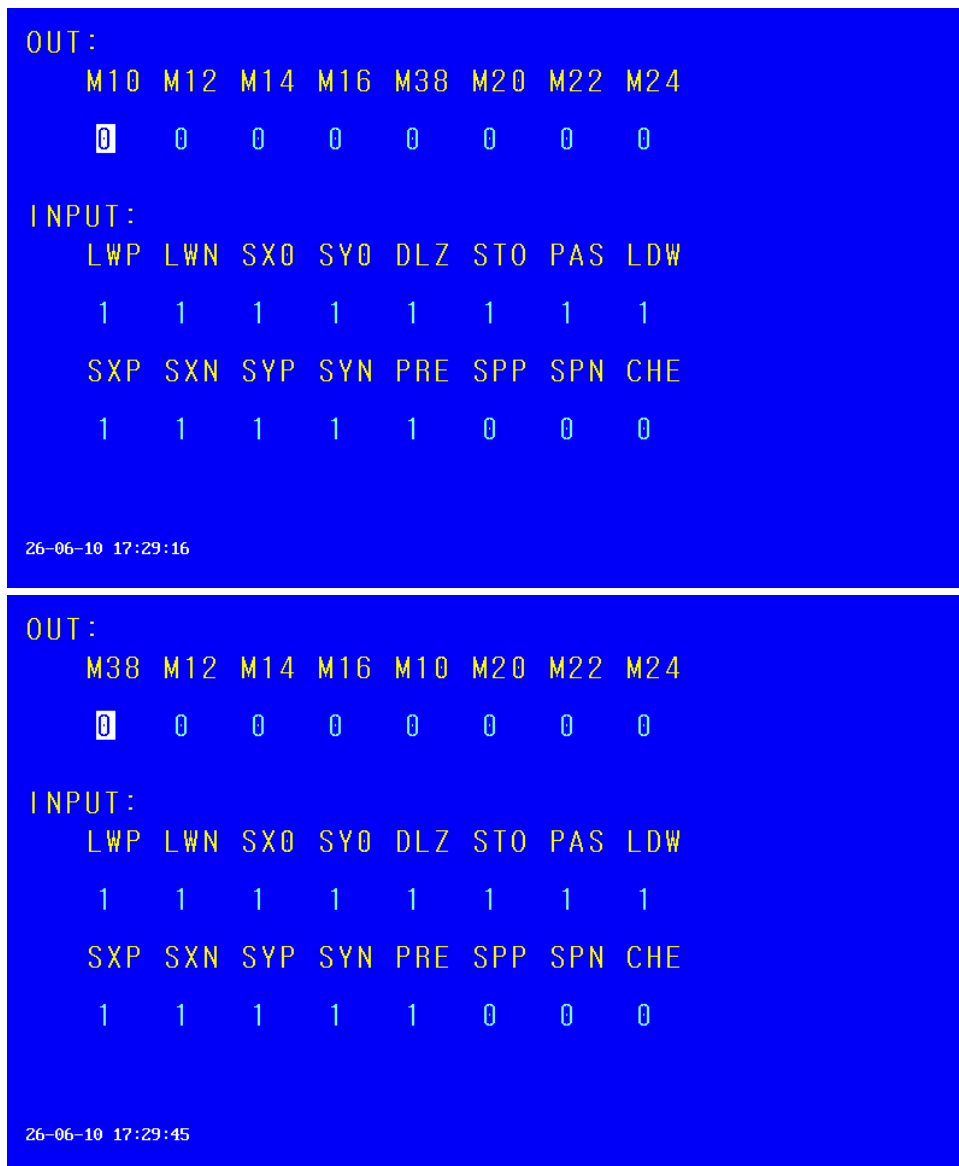 OUT:
M10 M12 M14 M16 M38 M20 M22 M24
0 0 0 0 0 0 0 0
INPUT:
LWP LWN SX0 SY0 DLZ STO PAS LDW
1 1 1 1 1 1 1 1
SXP SXN SYP SYN PRE SPP SPN CHE
1 1 1 1 1 0 0 0
26-06-10 17:29:16
OUT:
M38 M12 M14 M16 M10 M20 M22 M24
0 0 0 0 0 0 0 0
INPUT:
LWP LWN SX0 SY0 DLZ STO PAS LDW
1 1 1 1 1 1 1 1
SXP SXN SYP SYN PRE SPP SPN CHE
1 1 1 1 1 0 0 0
26-06-10 17:29:45